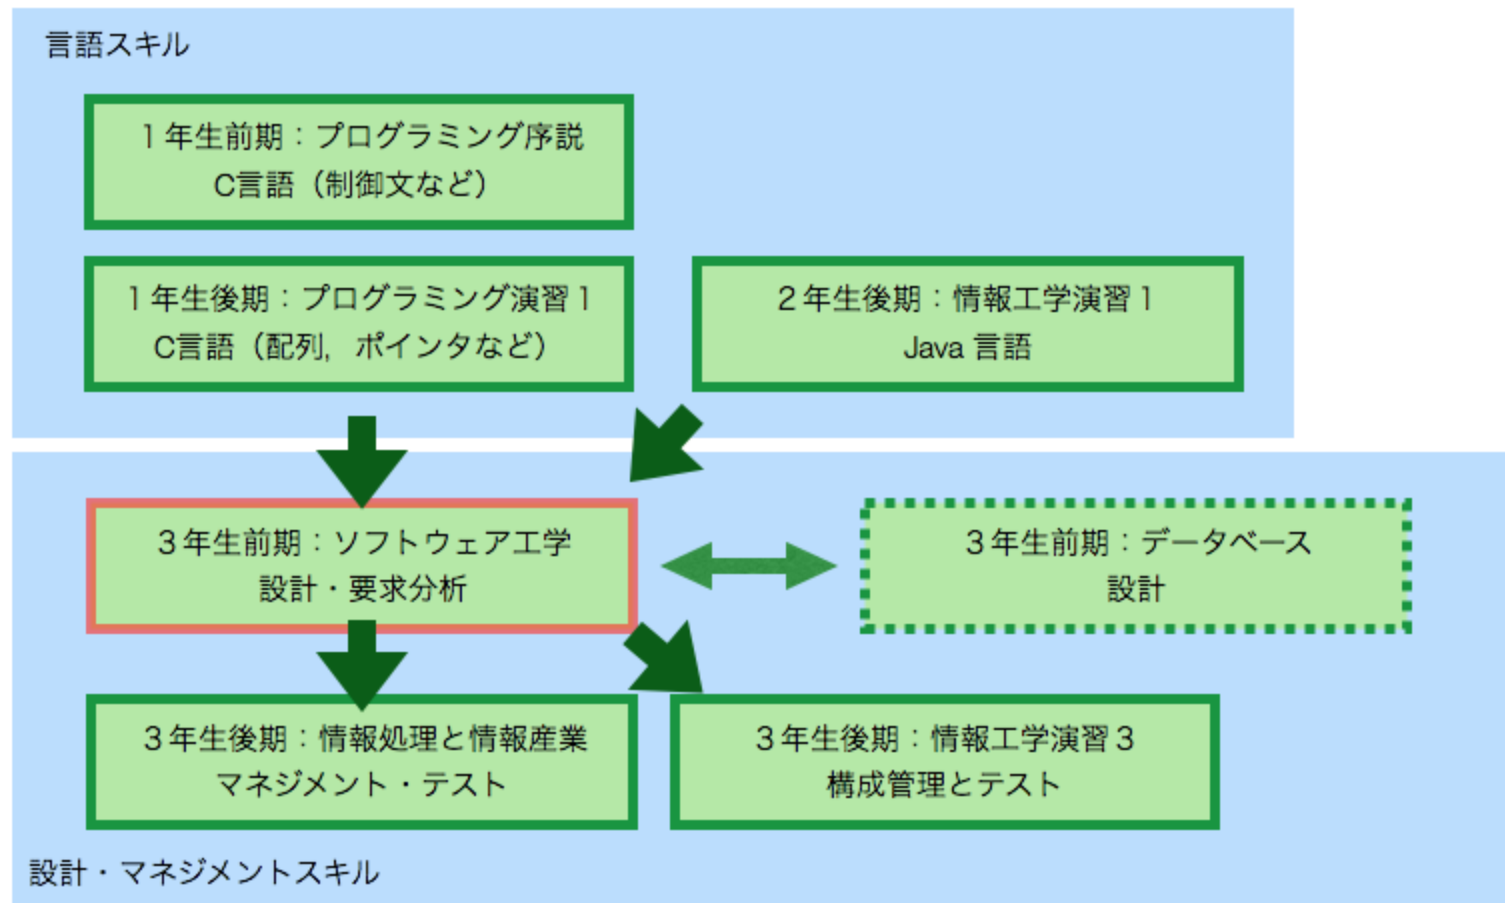 言語スキル
1年生前期：プログラミング序説
C言語（制御文など）
1年生後期：プログラミング演習1
C言語（配列，ポインタなど）
2年生後期：情報工学演習1
Java 言語
3年生前期：ソフトウェア工学
設計・要求分析
3年生前期：データベース
設計
3年生後期：情報処理と情報産業
マネジメント・テスト
3年生後期：情報工学演習3
構成管理とテスト
設計・マネジメントスキル